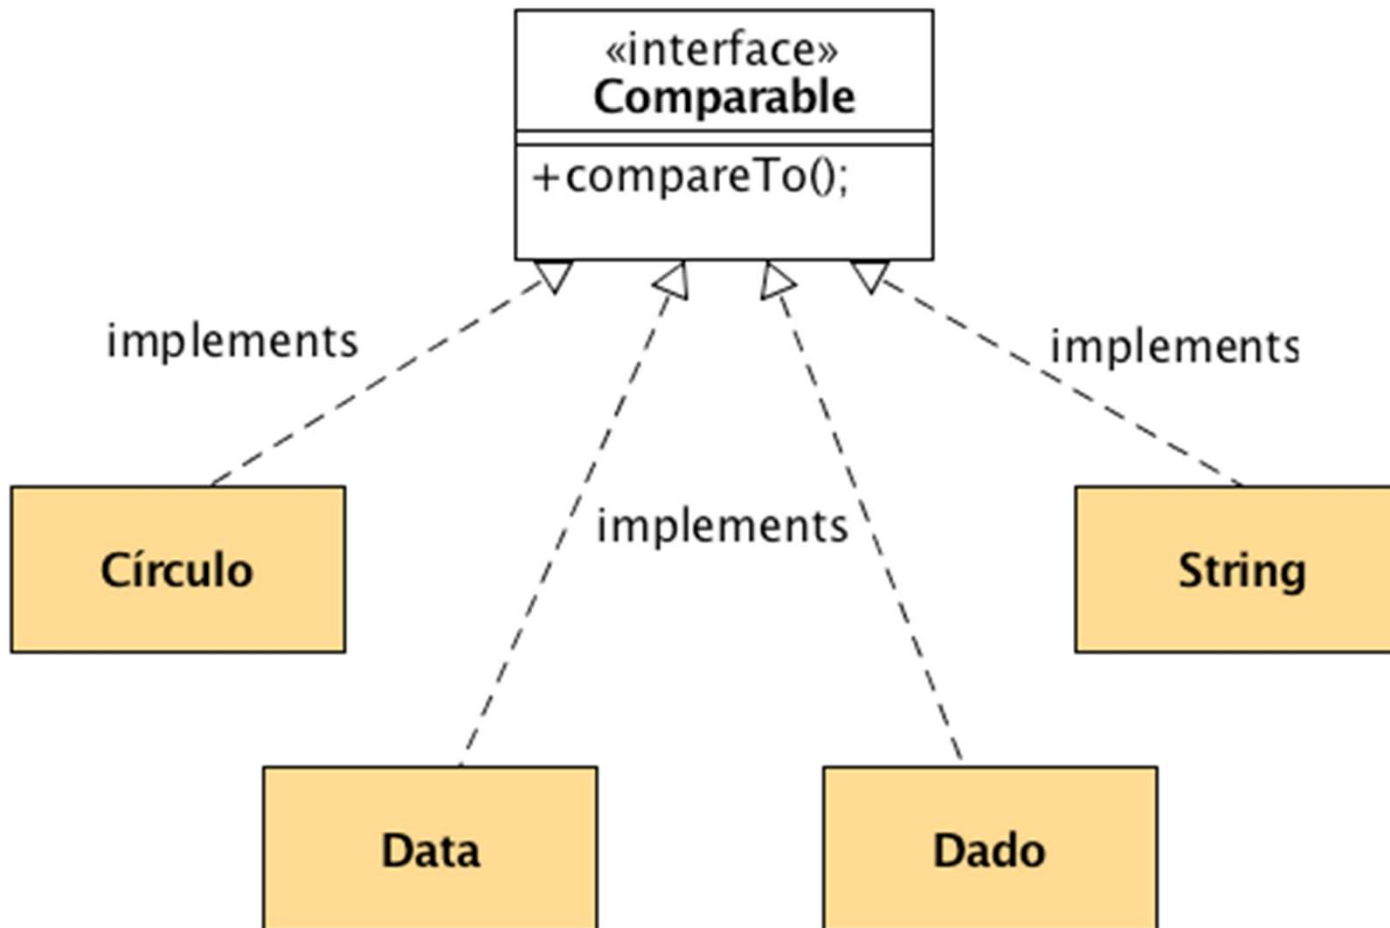 «interface»
Comparable
+compareTo();
implements
implements
implements
Círculo
String
Data
Dado